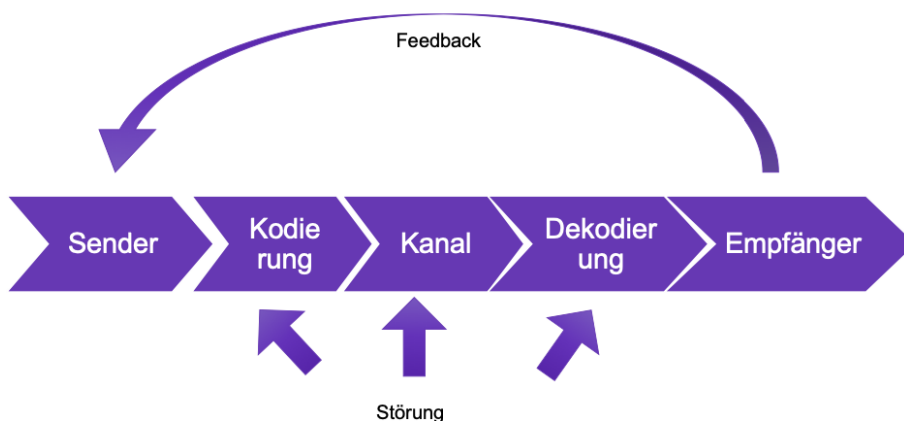 Feedback
Sender
Kodie
rung
Kanal
Dekodier
ung
Empfänger
Störung